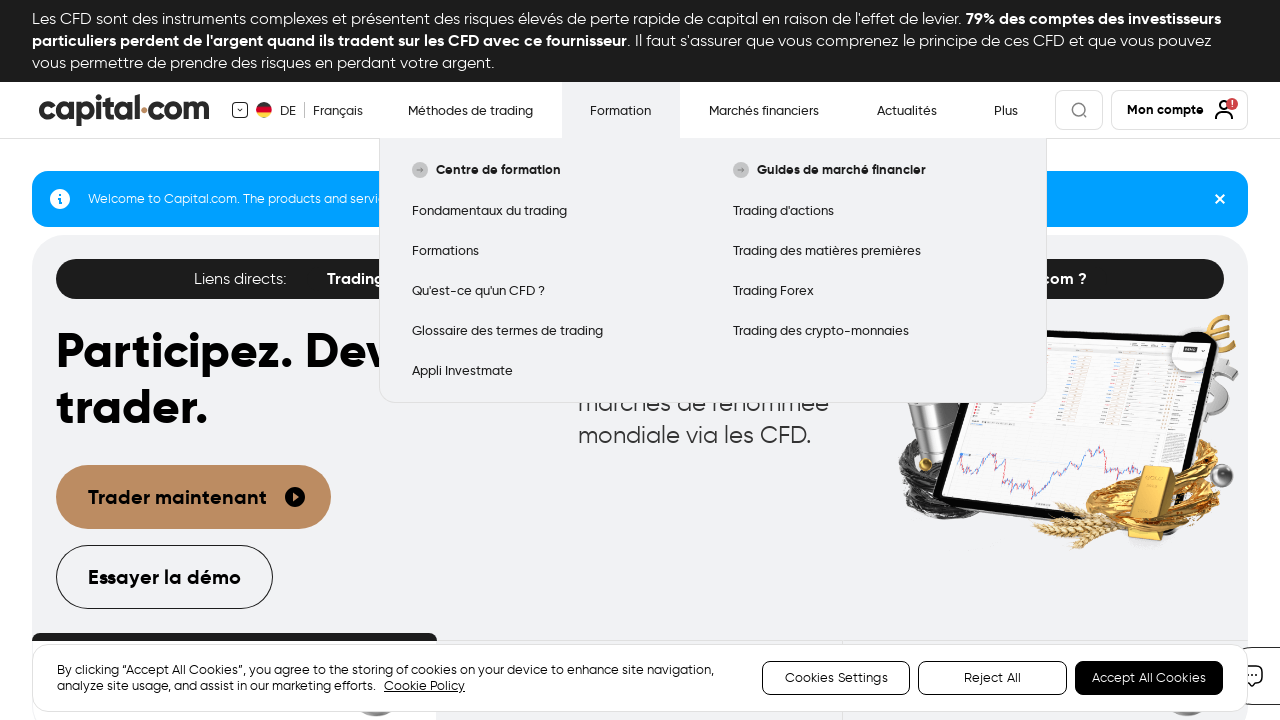 Les CFD sont des instruments complexes et présentent des risques élevés de perte rapide de capital en raison de l'effet de levier. 79% des comptes des investisseurs
particuliers perdent de l'argent quand ils tradent sur les CFD avec ce fournisseur. Il faut s'assurer que vous comprenez le principe de ces CFD et que vous pouvez
vous permettre de prendre des risques en perdant votre argent.
capital.com
DE
Français
Méthodes de trading
Formation
Marchés financiers
Actualités
Plus
Mon compte
Centre de formation
Guides de marché financier
Welcome to Capital.com. The products and
Fondamentaux du trading
Trading d'actions
Formations
Trading des matières premières
Liens directs:
Trading
com ?
Qu'est-ce qu'un CFD ?
Trading Forex
Glossaire des termes de trading
Trading des crypto-monnaies
Appli Investmate
Participez.
trader.
marchés de renommée
mondiale via les CFD.
Trader maintenant
Essayer la démo
By clicking “Accept All Cookies”, you agree to the storing of cookies on your device to enhance site navigation,
analyze site usage, and assist in our marketing efforts. Cookie Policy
Cookies Settings
Reject All
Accept All Cookies